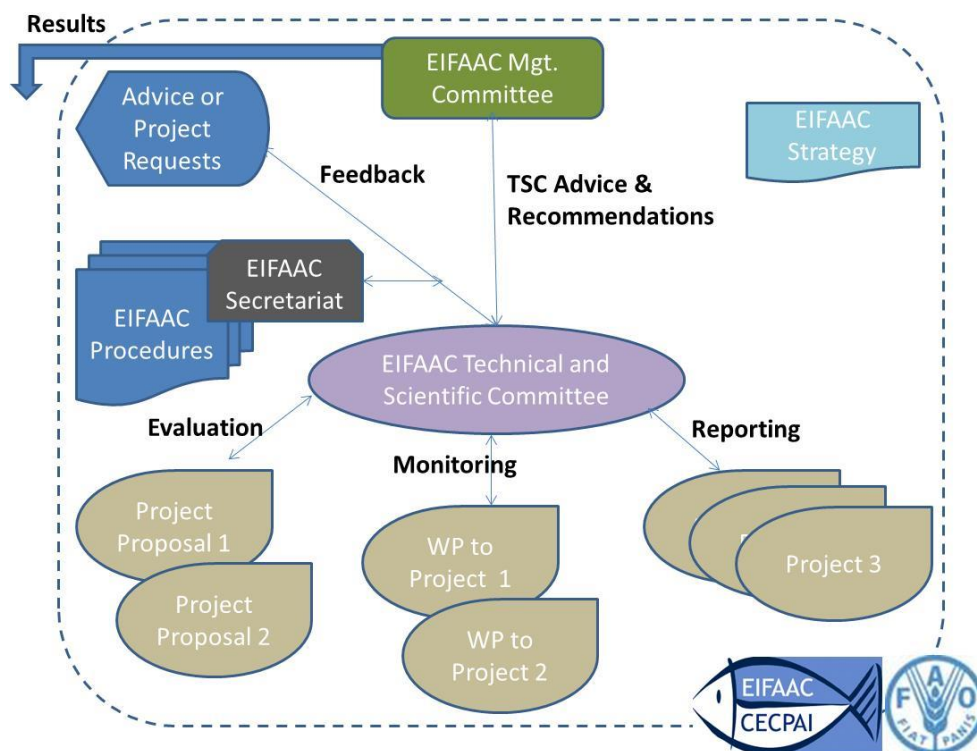 Results
EIFAAC Mgt.
Committee
Advice or
Project
Requests
EIFAAC
Strategy
Feedback
TSC Advice &
Recommendations
EIFAAC
Secretariat
EIFAAC
Procedures
EIFAAC Technical and
Scientific Committee
Evaluation
Monitoring
Reporting
Project
Proposal 1
Project
Proposal 2
WP to
Project 1
WP to
Project 2
Project 3
EIFAAC
CECPAI
F A O
FIAT PANIS